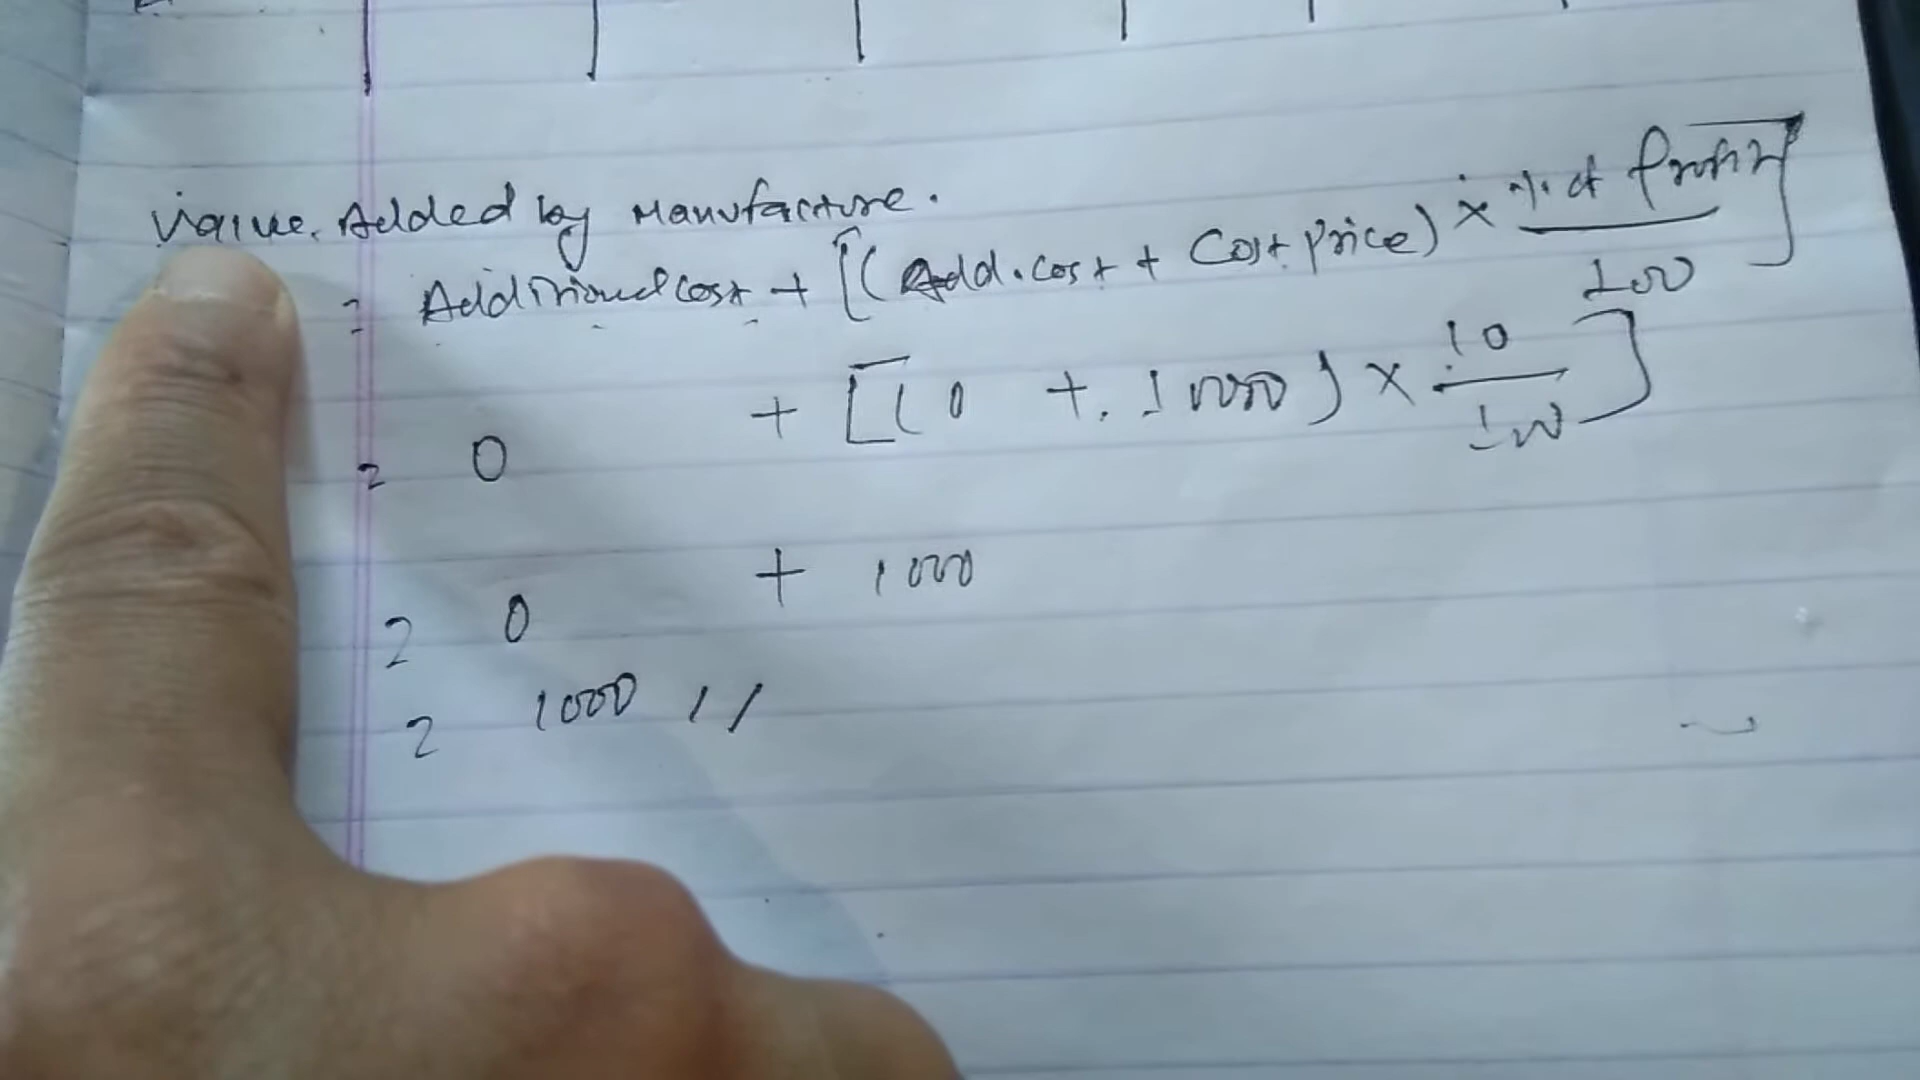 Value Added by Manufacture.
= Additional cost + [(Add. cost + Cost Price) × % of Profit / 100]
= 0 + [(0 + 10000) × 10 / 100]
= 0 + 1000
= 1000 //